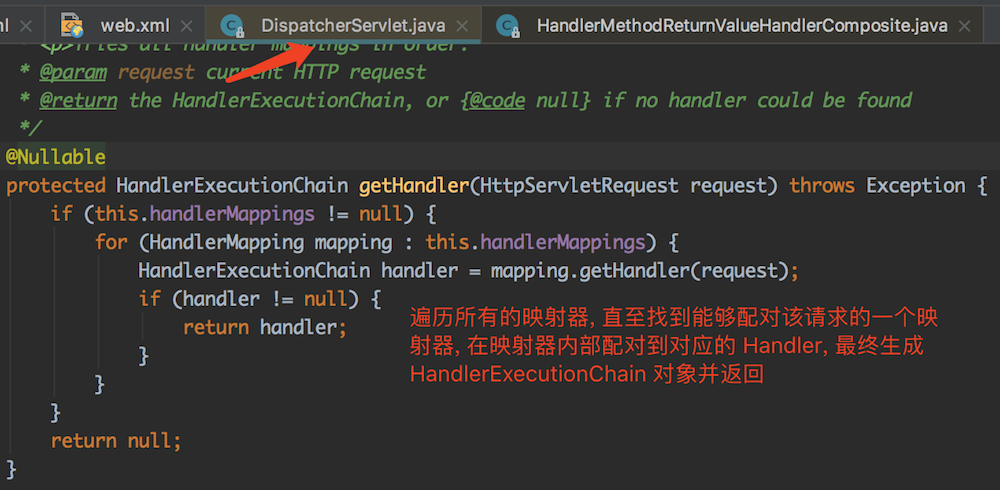 ml × web.xml × DispatcherServlet.java × HandlerMethodReturnValueHandlerComposite.java ×
* <p>Tries all handler mappings in order.
* @param request current HTTP request
* @return the HandlerExecutionChain, or {@code null} if no handler could be found
*/
@Nullable
protected HandlerExecutionChain getHandler(HttpServletRequest request) throws Exception {
if (this.handlerMappings != null) {
for (HandlerMapping mapping : this.handlerMappings) {
HandlerExecutionChain handler = mapping.getHandler(request);
if (handler != null) {
return handler;
}
}
}
return null;
}
遍历所有的映射器, 直至找到能够配对该请求的一个映
射器, 在映射器内部配对到对应的 Handler, 最终生成
HandlerExecutionChain 对象并返回